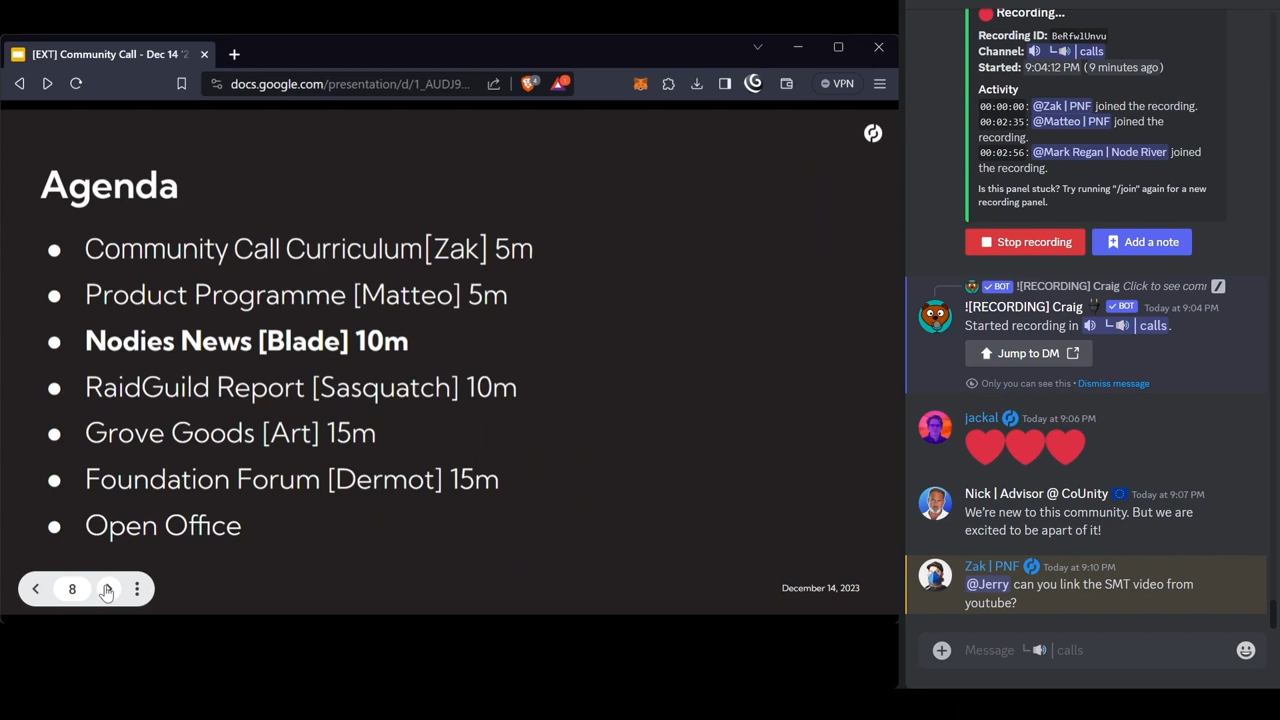 [EXT] Community Call - Dec 14 '2
docs.google.com/presentation/d/1_AUDJ9...
4
1
VPN
Agenda
Community Call Curriculum[Zak] 5m
Product Programme [Matteo] 5m
Nodies News [Blade] 10m
RaidGuild Report [Sasquatch] 10m
Grove Goods [Art] 15m
Foundation Forum [Dermot] 15m
Open Office
8
December 14, 2023
Recording...
Recording ID: BeRfw1Unvu
Channel: calls
Started: 9:04:12 PM (9 minutes ago)
Activity
00:00:00: @Zak | PNF joined the recording.
00:02:35: @Matteo | PNF joined the
recording.
00:02:56: @Mark Regan | Node River joined
the recording.
Is this panel stuck? Try running "/join" again for a new
recording panel.
Stop recording
Add a note
BOT ![RECORDING] Craig Click to see com
![RECORDING] Craig BOT Today at 9:04 PM
Started recording in calls.
Jump to DM
Only you can see this • Dismiss message
jackal Today at 9:06 PM
Nick | Advisor @ CoUnity Today at 9:07 PM
We're new to this community. But we are
excited to be apart of it!
Zak | PNF Today at 9:10 PM
@Jerry can you link the SMT video from
youtube?
Message calls